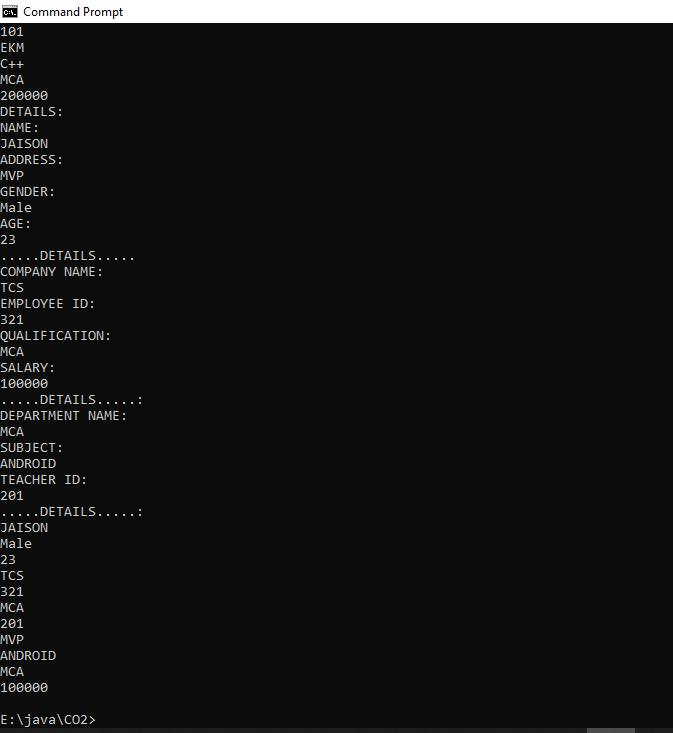 Command Prompt
101
EKM
C++
MCA
200000
DETAILS:
NAME:
JAISON
ADDRESS:
MVP
GENDER:
Male
AGE:
23
.....DETAILS.....
COMPANY NAME:
TCS
EMPLOYEE ID:
321
QUALIFICATION:
MCA
SALARY:
100000
.....DETAILS.....:
DEPARTMENT NAME:
MCA
SUBJECT:
ANDROID
TEACHER ID:
201
.....DETAILS.....:
JAISON
Male
23
TCS
321
MCA
201
MVP
ANDROID
MCA
100000
E:\java\CO2>